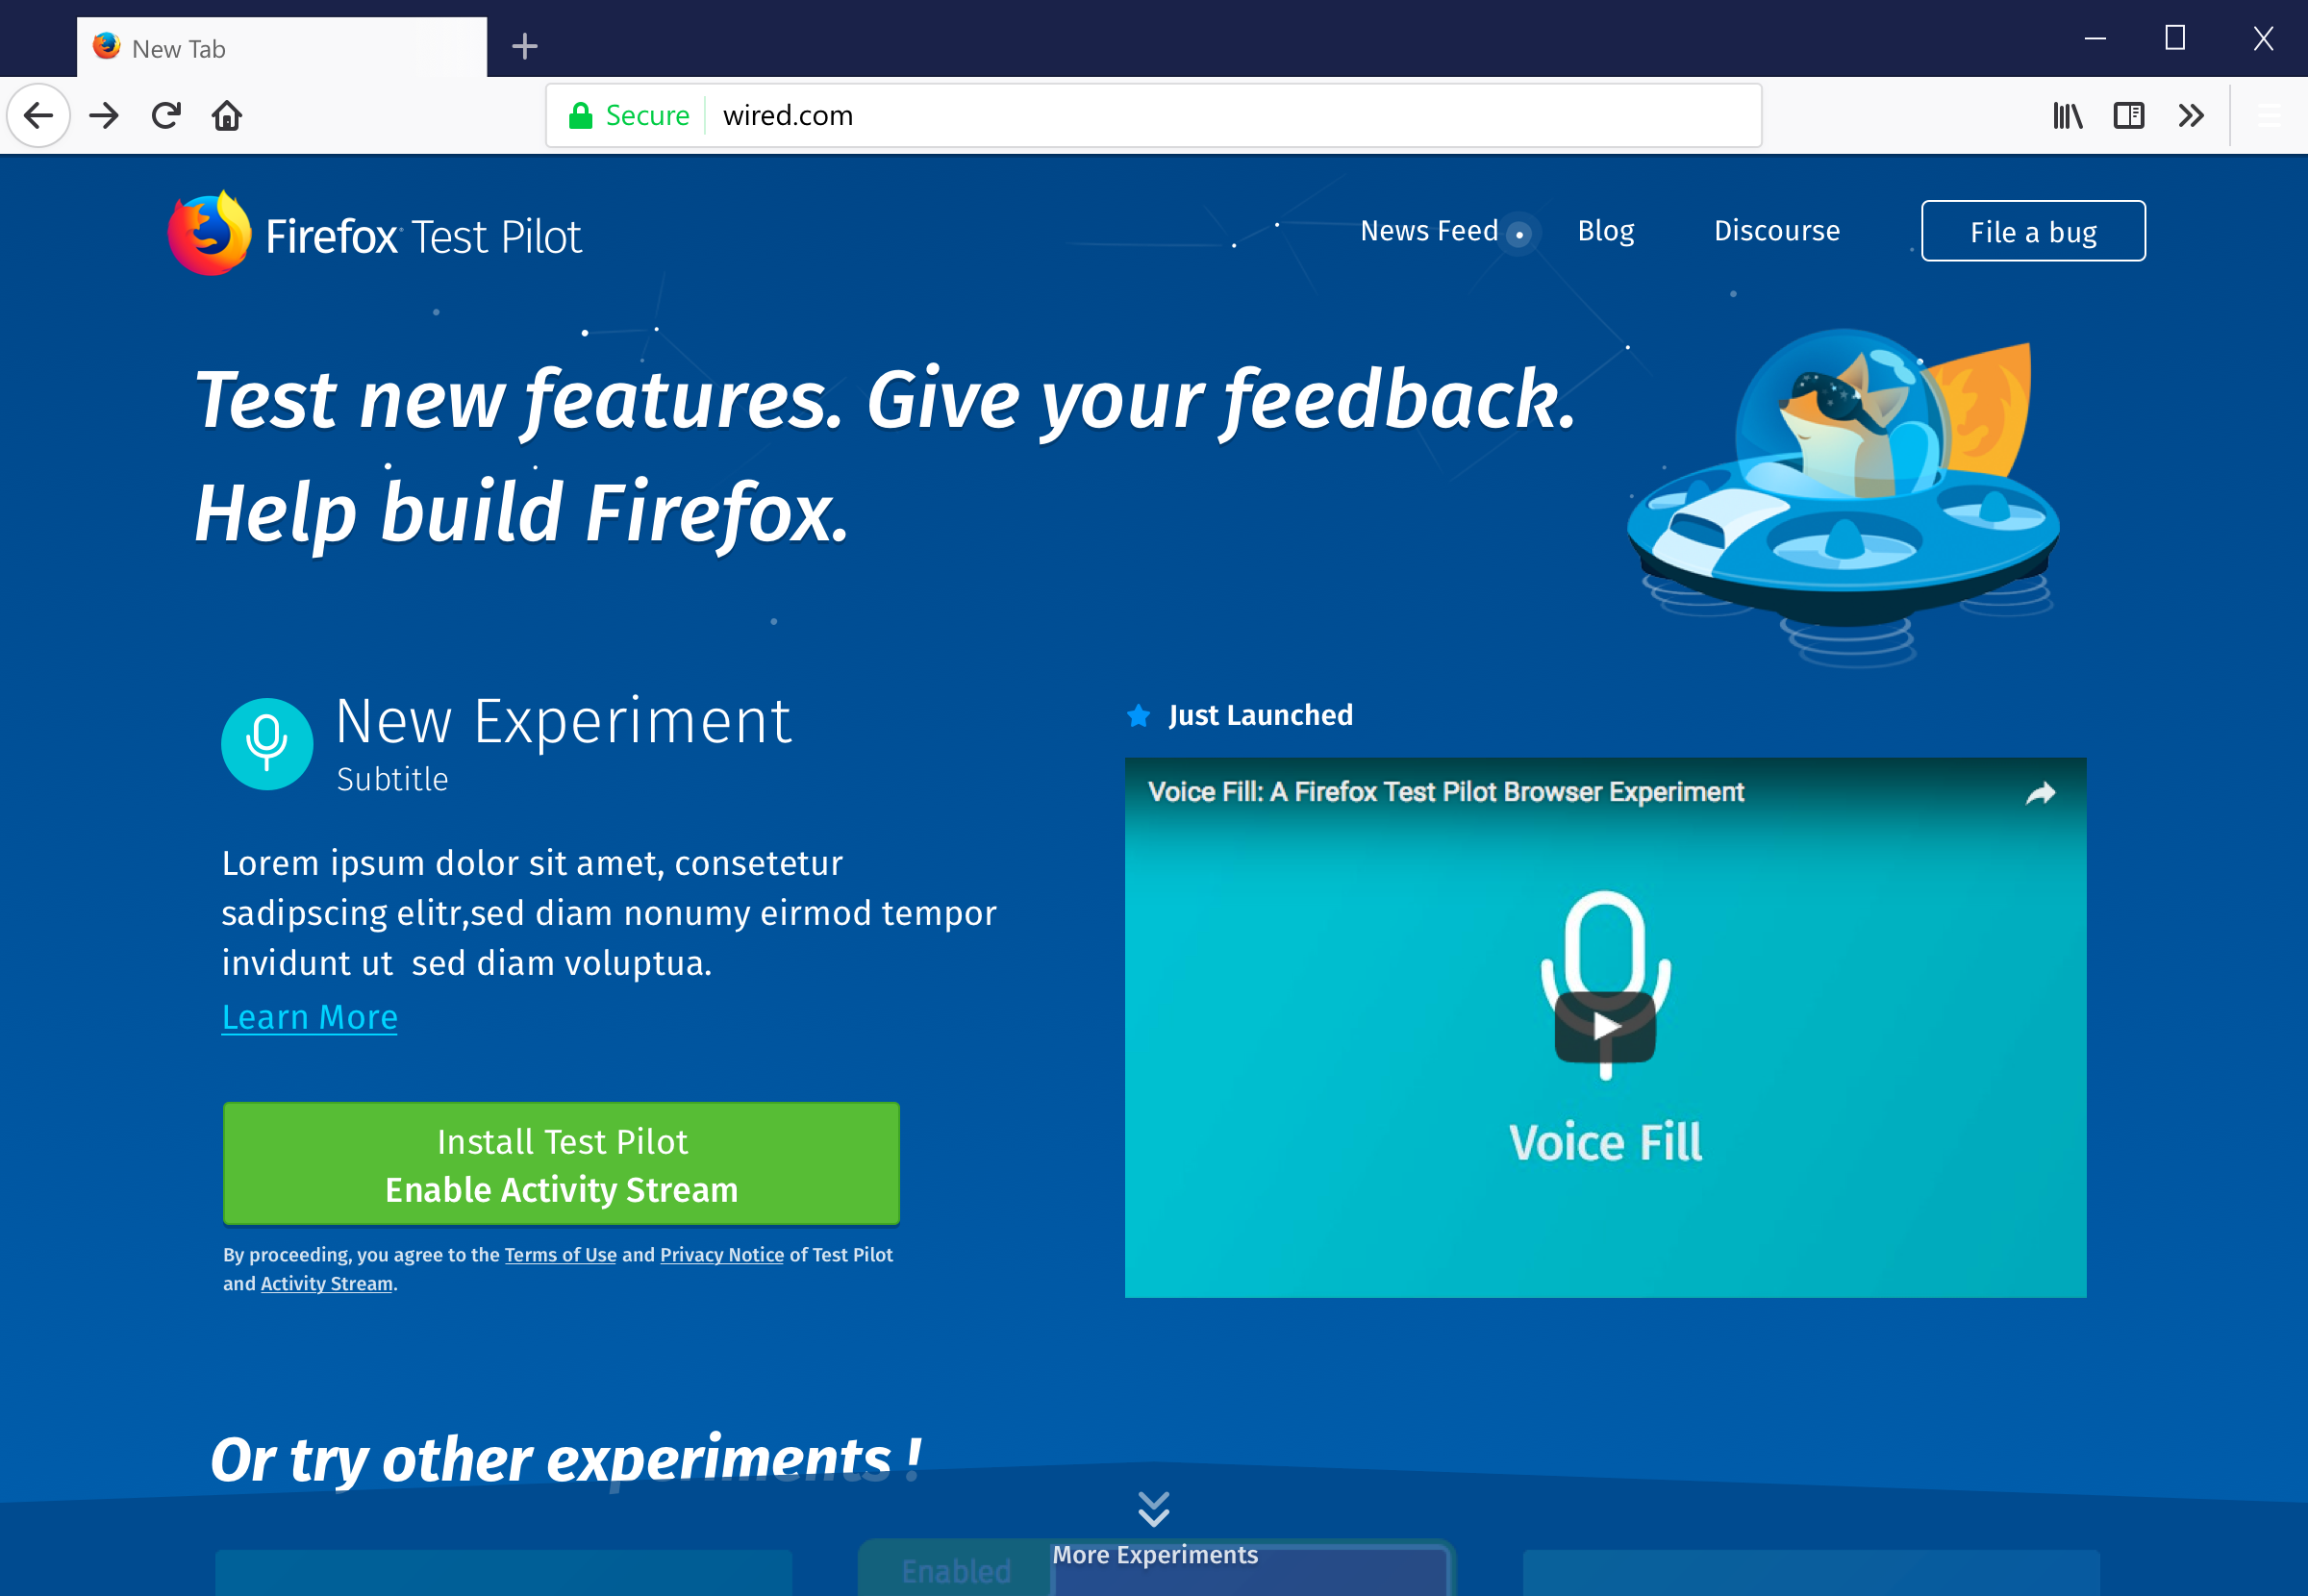 New Tab
Secure
wired.com
Firefox Test Pilot
News Feed
Blog
Discourse
File a bug
Test new features. Give your feedback.
Help build Firefox.
New Experiment
Subtitle
Lorem ipsum dolor sit amet, consetetur
sadipscing elitr,sed diam nonumy eirmod tempor
invidunt ut  sed diam voluptua.
Learn More
Install Test Pilot
Enable Activity Stream
By proceeding, you agree to the Terms of Use and Privacy Notice of Test Pilot
and Activity Stream.
Just Launched
Voice Fill: A Firefox Test Pilot Browser Experiment
Voice Fill
Or try other experiments !
More Experiments
Enabled